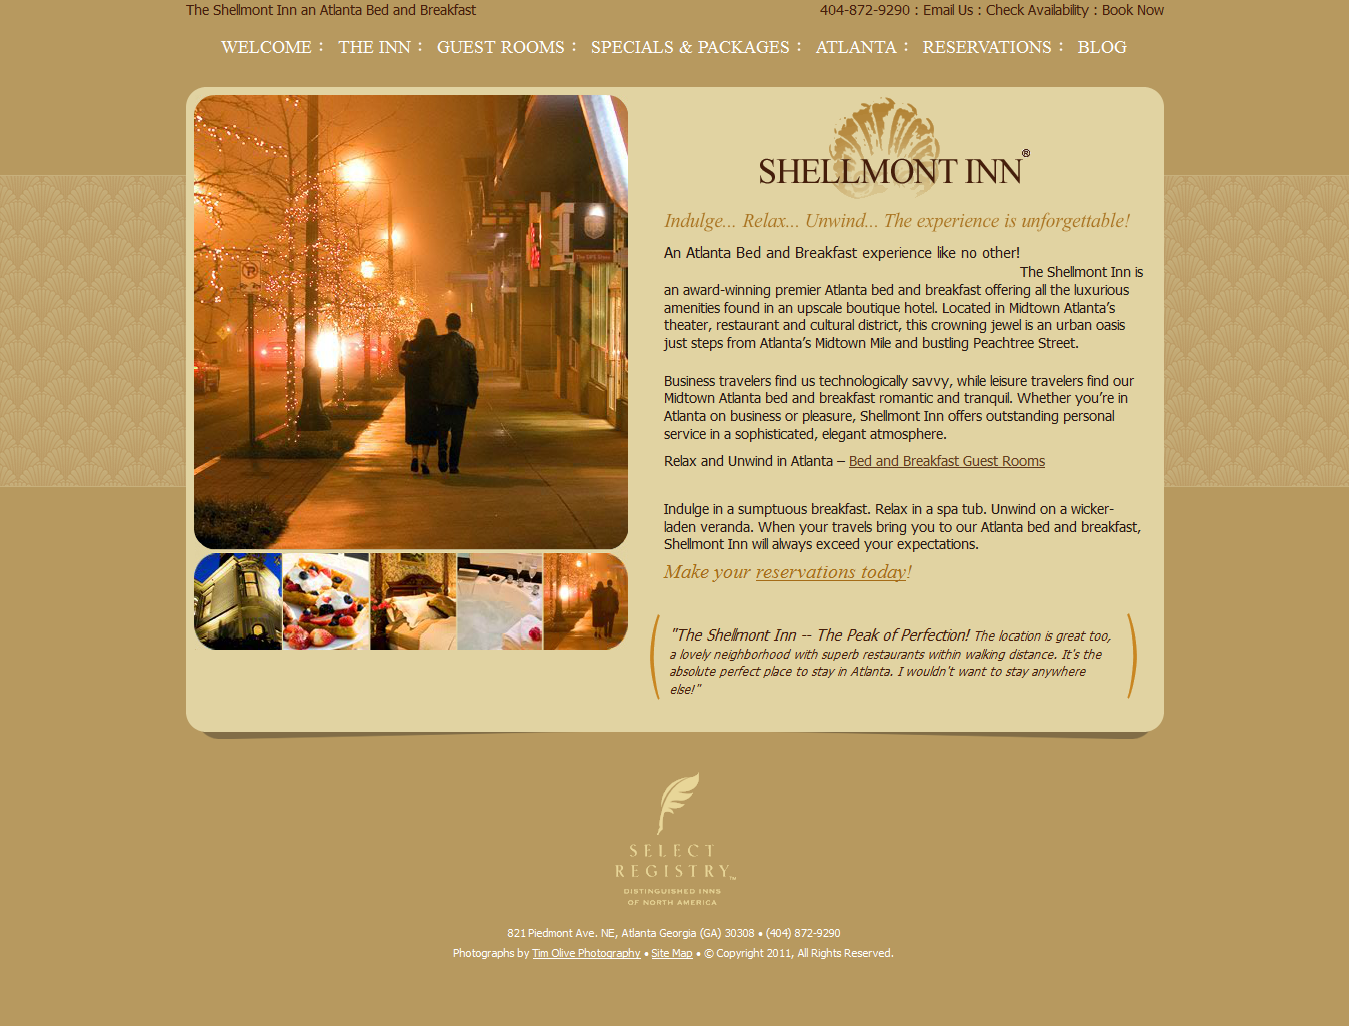 The Shellmont Inn an Atlanta Bed and Breakfast
404-872-9290 : Email Us : Check Availability : Book Now
WELCOME : THE INN : GUEST ROOMS : SPECIALS & PACKAGES : ATLANTA : RESERVATIONS : BLOG
SHELLMONT INN®
Indulge... Relax... Unwind... The experience is unforgettable!
An Atlanta Bed and Breakfast experience like no other!
The Shellmont Inn is
an award-winning premier Atlanta bed and breakfast offering all the luxurious
amenities found in an upscale boutique hotel. Located in Midtown Atlanta’s
theater, restaurant and cultural district, this crowning jewel is an urban oasis
just steps from Atlanta’s Midtown Mile and bustling Peachtree Street.
Business travelers find us technologically savvy, while leisure travelers find our
Midtown Atlanta bed and breakfast romantic and tranquil. Whether you’re in
Atlanta on business or pleasure, Shellmont Inn offers outstanding personal
service in a sophisticated, elegant atmosphere.
Relax and Unwind in Atlanta – Bed and Breakfast Guest Rooms
Indulge in a sumptuous breakfast. Relax in a spa tub. Unwind on a wicker-
laden veranda. When your travels bring you to our Atlanta bed and breakfast,
Shellmont Inn will always exceed your expectations.
Make your reservations today!
"The Shellmont Inn -- The Peak of Perfection! The location is great too,
a lovely neighborhood with superb restaurants within walking distance. It's the
absolute perfect place to stay in Atlanta. I wouldn't want to stay anywhere
else!"
SELECT
REGISTRY™
DISTINGUISHED INNS
OF NORTH AMERICA
821 Piedmont Ave. NE, Atlanta Georgia (GA) 30308 • (404) 872-9290
Photographs by Tim Olive Photography • Site Map • © Copyright 2011, All Rights Reserved.